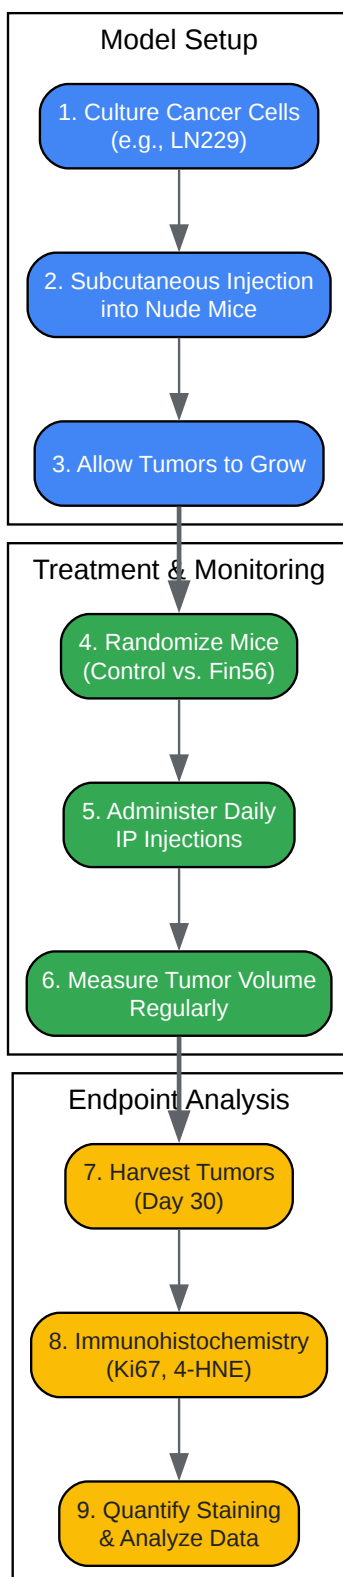 Model Setup
1. Culture Cancer Cells
(e.g., LN229)
2. Subcutaneous Injection
into Nude Mice
3. Allow Tumors to Grow
Treatment & Monitoring
4. Randomize Mice
(Control vs. Fin56)
5. Administer Daily
IP Injections
6. Measure Tumor Volume
Regularly
Endpoint Analysis
7. Harvest Tumors
(Day 30)
8. Immunohistochemistry
(Ki67, 4-HNE)
9. Quantify Staining
& Analyze Data